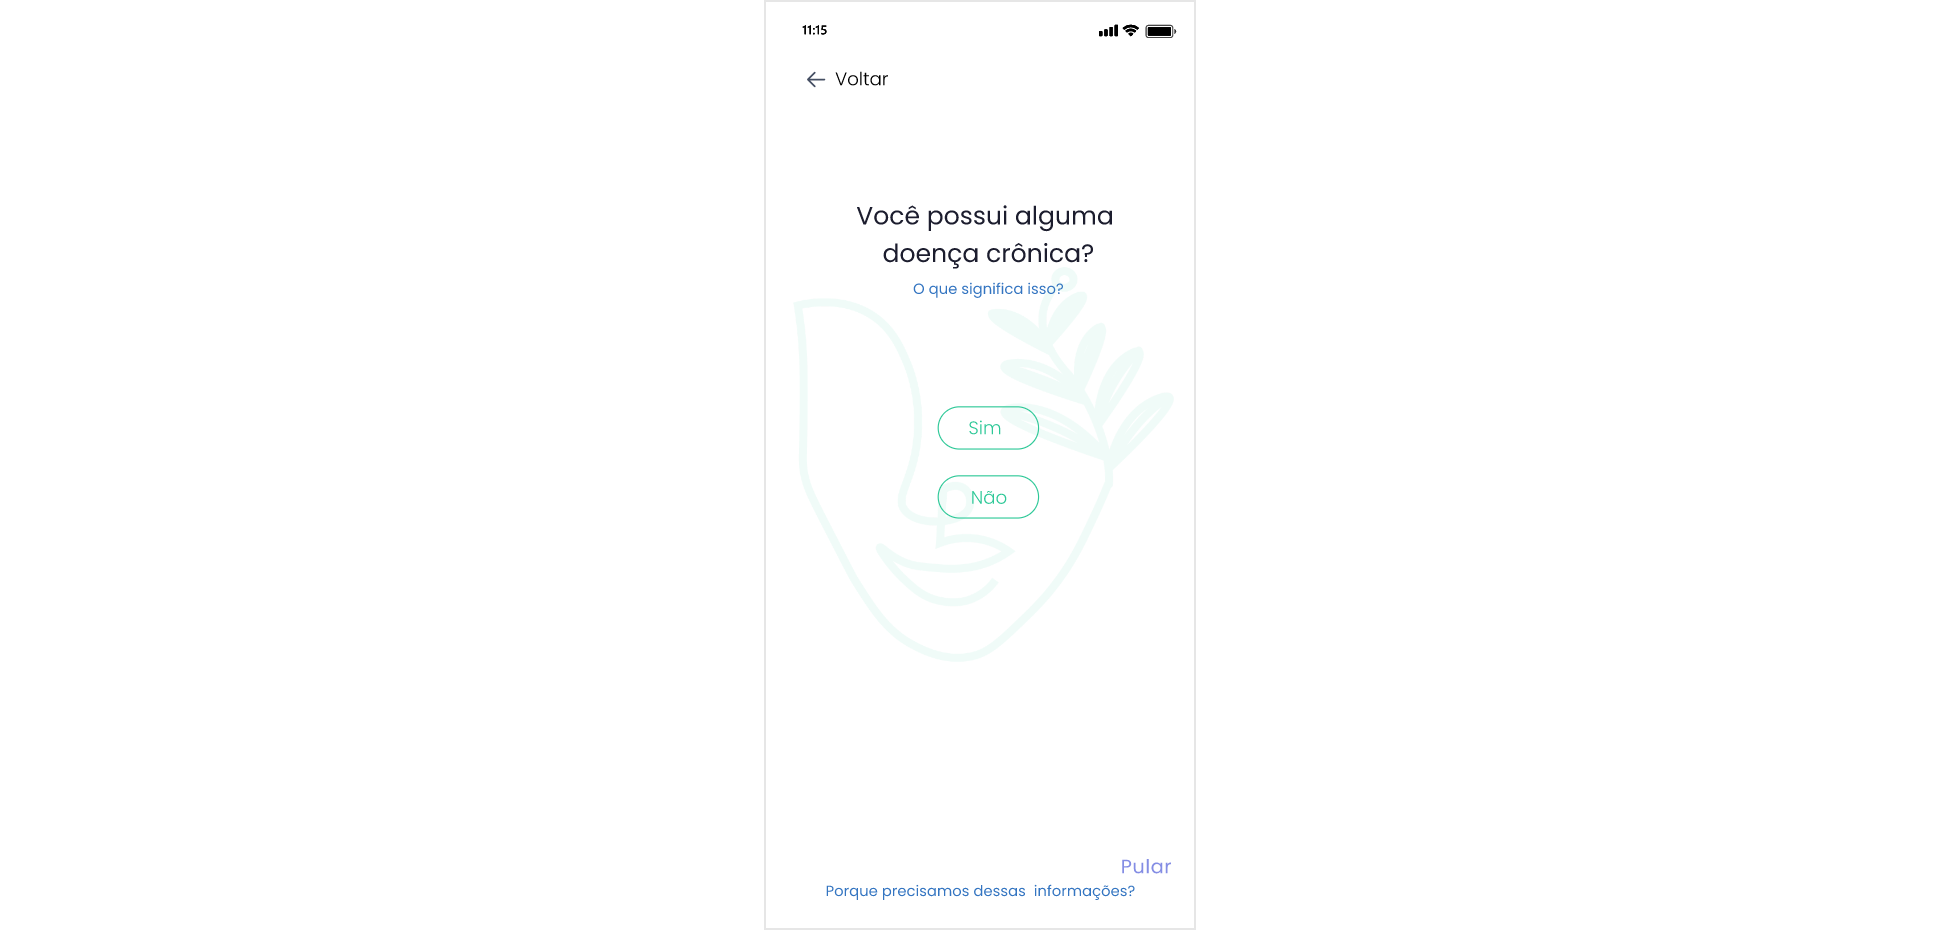 11:15
Voltar
Você possui alguma
doença crônica?
O que significa isso?
Sim
Não
Pular
Porque precisamos dessas informações?